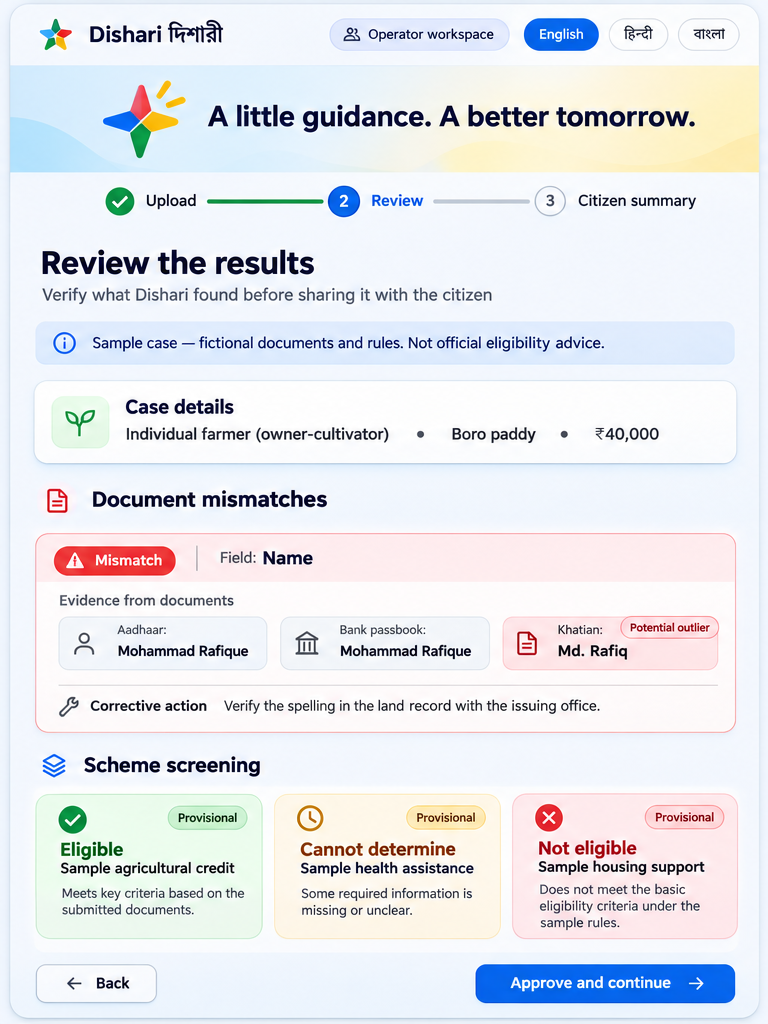 Dishari দিশারী
Operator workspace
English
हिन्दी
বাংলা
A little guidance. A better tomorrow.
Upload
2 Review
3 Citizen summary
Review the results
Verify what Dishari found before sharing it with the citizen
Sample case — fictional documents and rules. Not official eligibility advice.
Case details
Individual farmer (owner-cultivator) • Boro paddy • ₹40,000
Document mismatches
Mismatch
Field: Name
Evidence from documents
Aadhaar:
Mohammad Rafique
Bank passbook:
Mohammad Rafique
Khatian:
Potential outlier
Md. Rafiq
Corrective action Verify the spelling in the land record with the issuing office.
Scheme screening
Provisional
Eligible
Sample agricultural credit
Meets key criteria based on the
submitted documents.
Provisional
Cannot determine
Sample health assistance
Some required information is
missing or unclear.
Provisional
Not eligible
Sample housing support
Does not meet the basic
eligibility criteria under the
sample rules.
← Back
Approve and continue →